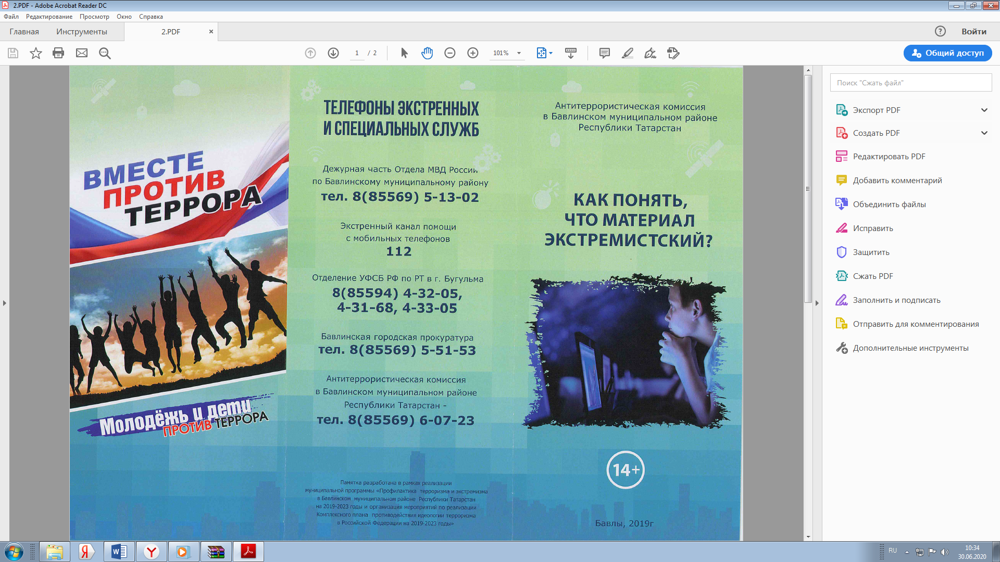 2.PDF - Adobe Acrobat Reader DC
Файл Редактирование Просмотр Окно Справка
Главная Инструменты 2.PDF Войти
1 / 2 101% Общий доступ
ВМЕСТЕ
ПРОТИВ
ТЕРРОРА
Молодёжь и дети
ПРОТИВ ТЕРРОРА
ТЕЛЕФОНЫ ЭКСТРЕННЫХ
И СПЕЦИАЛЬНЫХ СЛУЖБ
Дежурная часть Отдела МВД России
по Бавлинскому муниципальному району
тел. 8(85569) 5-13-02
Экстренный канал помощи
с мобильных телефонов
112
Отделение УФСБ РФ по РТ в г. Бугульма
8(85594) 4-32-05,
4-31-68, 4-33-05
Бавлинская городская прокуратура
тел. 8(85569) 5-51-53
Антитеррористическая комиссия
в Бавлинском муниципальном районе
Республики Татарстан -
тел. 8(85569) 6-07-23
Памятка разработана в рамках реализации
муниципальной программы «Профилактика терроризма и экстремизма
в Бавлинском муниципальном районе Республики Татарстан
на 2019-2023 годы и организация мероприятий по реализации
Комплексного плана противодействия идеологии терроризма
в Российской Федерации на 2019-2023 годы»
Антитеррористическая комиссия
в Бавлинском муниципальном районе
Республики Татарстан
КАК ПОНЯТЬ,
ЧТО МАТЕРИАЛ
ЭКСТРЕМИСТСКИЙ?
14+
Бавлы, 2019г
Поиск "Сжать файл"
Экспорт PDF
Создать PDF
Редактировать PDF
Добавить комментарий
Объединить файлы
Исправить
Защитить
Сжать PDF
Заполнить и подписать
Отправить для комментирования
Дополнительные инструменты
RU
10:34
30.06.2020